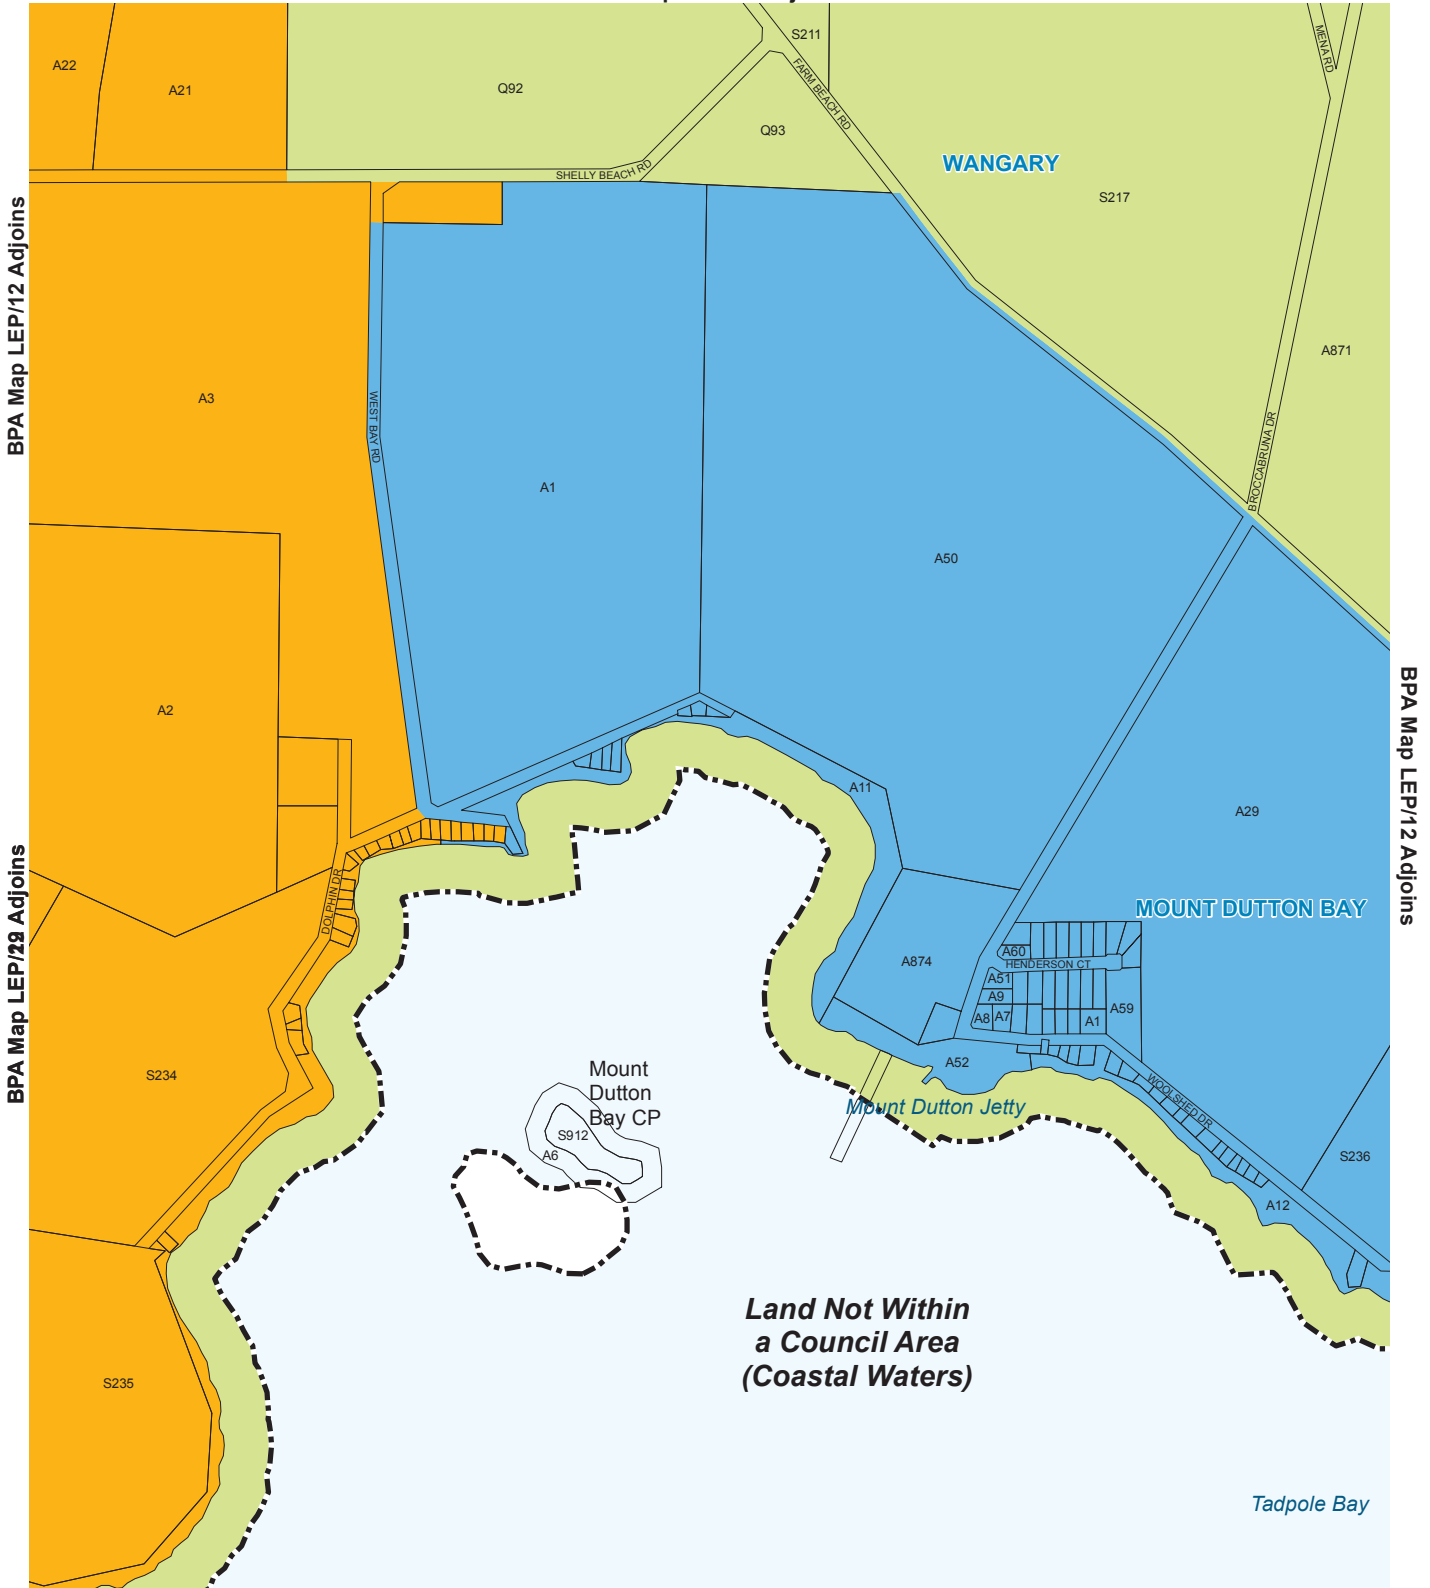 A22
A21
Q92
S211
FARM BEACH RD
MENA RD
Q93
SHELLY BEACH RD
WANGARY
S217
BPA Map LEP/12 Adjoins
A3
WEST BAY RD
A1
A871
BROCCABRUNA DR
A50
A2
A11
A29
BPA Map LEP/12 Adjoins
DOLPHIN DR
MOUNT DUTTON BAY
A874
A60
HENDERSON CT
A51
A9
A8
A7
A1
A59
A52
S234
Mount
Dutton
Bay CP
S912
A6
Mount Dutton Jetty
WOOLSHED DR
S236
A12
Land Not Within
a Council Area
(Coastal Waters)
S235
Tadpole Bay